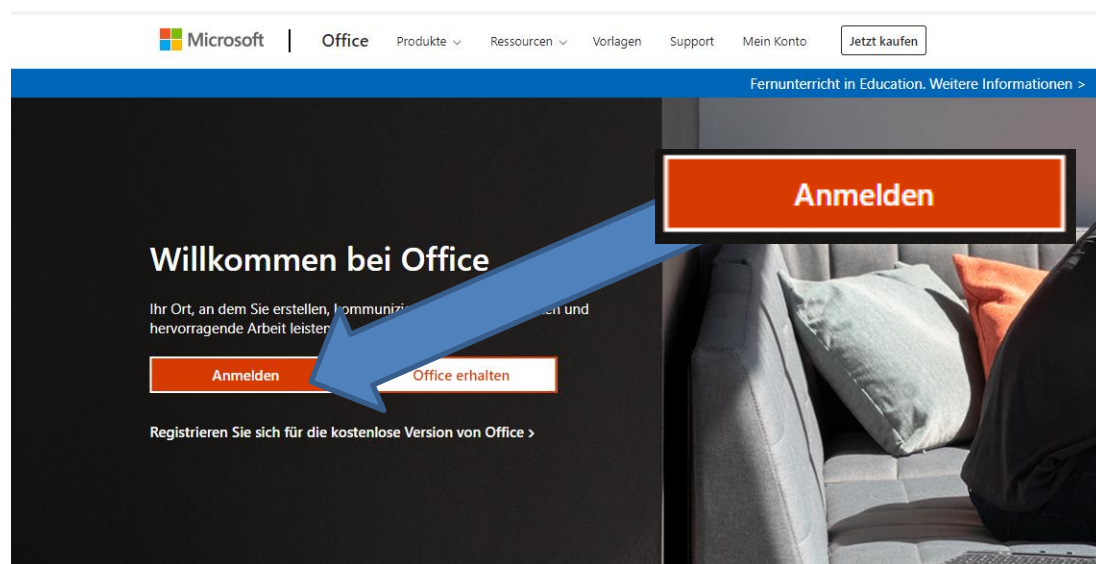 Microsoft Office Produkte Ressourcen Vorlagen Support Mein Konto Jetzt kaufen
Fernunterricht in Education. Weitere Informationen >
Anmelden
Willkommen bei Office
Ihr Ort, an dem Sie erstellen, und
hervorragende Arbeit
Anmelden Office erhalten
Registrieren Sie sich für die kostenlose Version von Office >